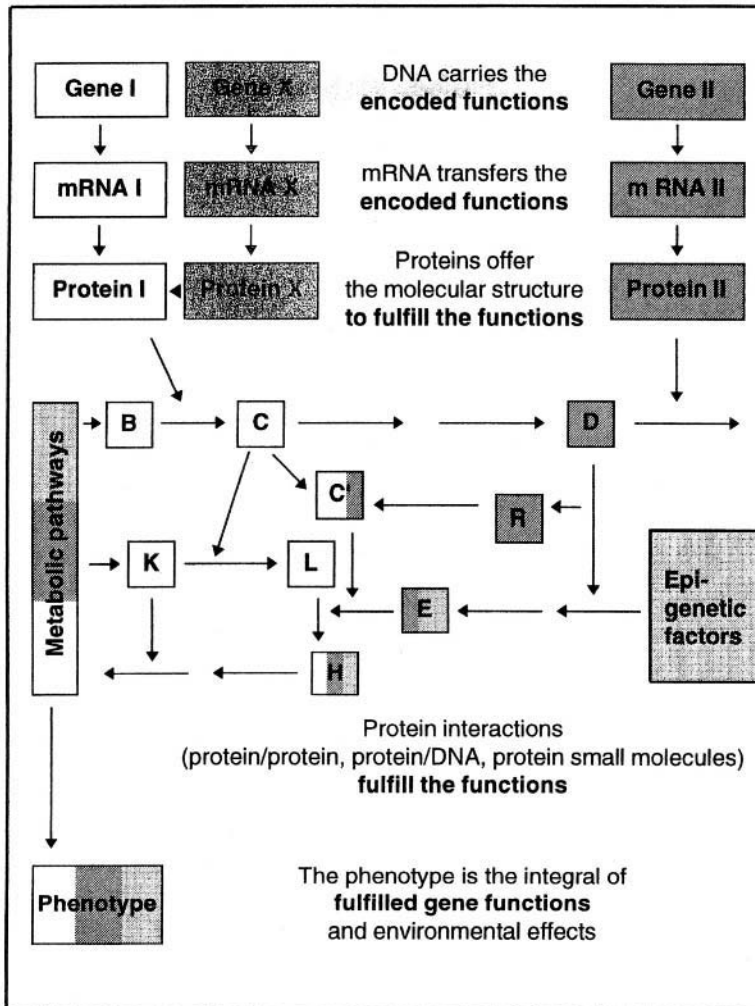 Gene I
Gene X
DNA carries the
encoded functions
Gene II
mRNA I
mRNA X
mRNA transfers the
encoded functions
m RNA II
Protein I
Protein X
Proteins offer
the molecular structure
to fulfill the functions
Protein II
Metabolic pathways
B
C
D
C'
R
K
L
E
Epi-
genetic
factors
H
Protein interactions
(protein/protein, protein/DNA, protein small molecules)
fulfill the functions
Phenotype
The phenotype is the integral of
fulfilled gene functions
and environmental effects